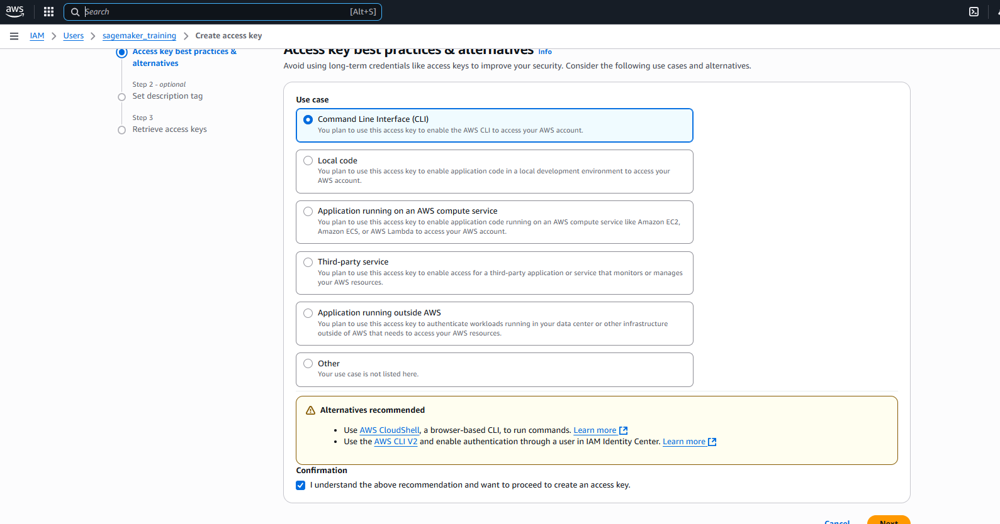 aws
Search [Alt+S]
IAM > Users > sagemaker_training > Create access key
Access key best practices &
alternatives
Step 2 - optional
Set description tag
Step 3
Retrieve access keys
Access key best practices & alternatives Info
Avoid using long-term credentials like access keys to improve your security. Consider the following use cases and alternatives.
Use case
Command Line Interface (CLI)
You plan to use this access key to enable the AWS CLI to access your AWS account.
Local code
You plan to use this access key to enable application code in a local development environment to access your
AWS account.
Application running on an AWS compute service
You plan to use this access key to enable application code running on an AWS compute service like Amazon EC2,
Amazon ECS, or AWS Lambda to access your AWS account.
Third-party service
You plan to use this access key to enable access for a third-party application or service that monitors or manages
your AWS resources.
Application running outside AWS
You plan to use this access key to authenticate workloads running in your data center or other infrastructure
outside of AWS that needs to access your AWS resources.
Other
Your use case is not listed here.
Alternatives recommended
• Use AWS CloudShell, a browser-based CLI, to run commands. Learn more
• Use the AWS CLI V2 and enable authentication through a user in IAM Identity Center. Learn more
Confirmation
I understand the above recommendation and want to proceed to create an access key.
Cancel Next